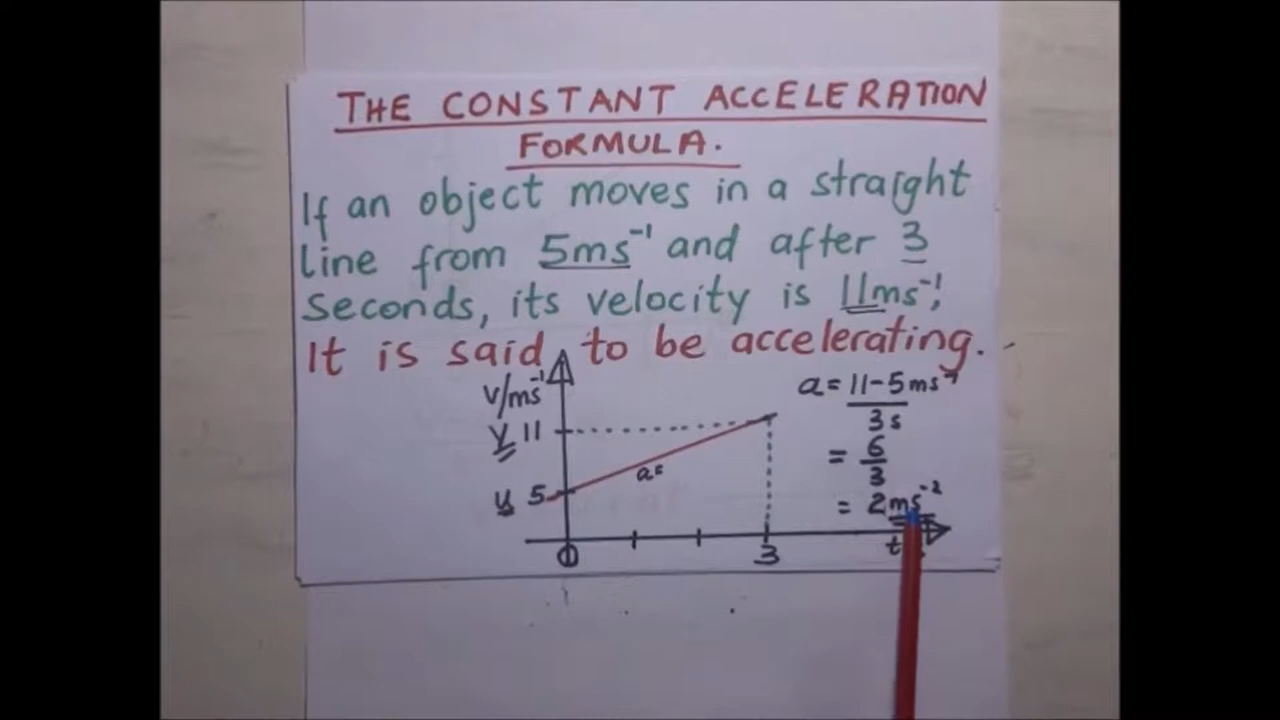 THE CONSTANT ACCELERATION
FORMULA.
If an object moves in a straight
line from 5ms⁻¹ and after 3
seconds, its velocity is 11ms⁻¹,
It is said to be accelerating.
v/ms⁻¹
V 11
u 5
a=
0
3
a = 11-5ms⁻¹
3s
= 6
3
= 2ms⁻²